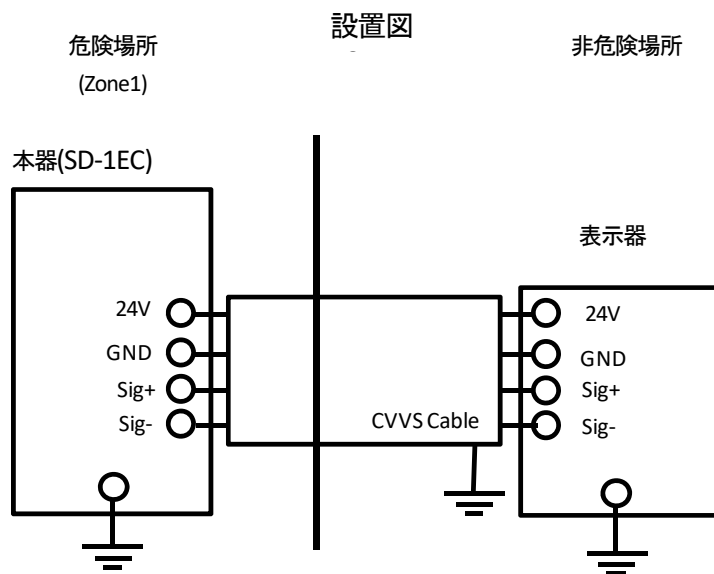 設置図
危険場所
(Zone1)
非危険場所
本器(SD-1EC)
表示器
24V
GND
Sig+
Sig-
CVVS Cable
24V
GND
Sig+
Sig-